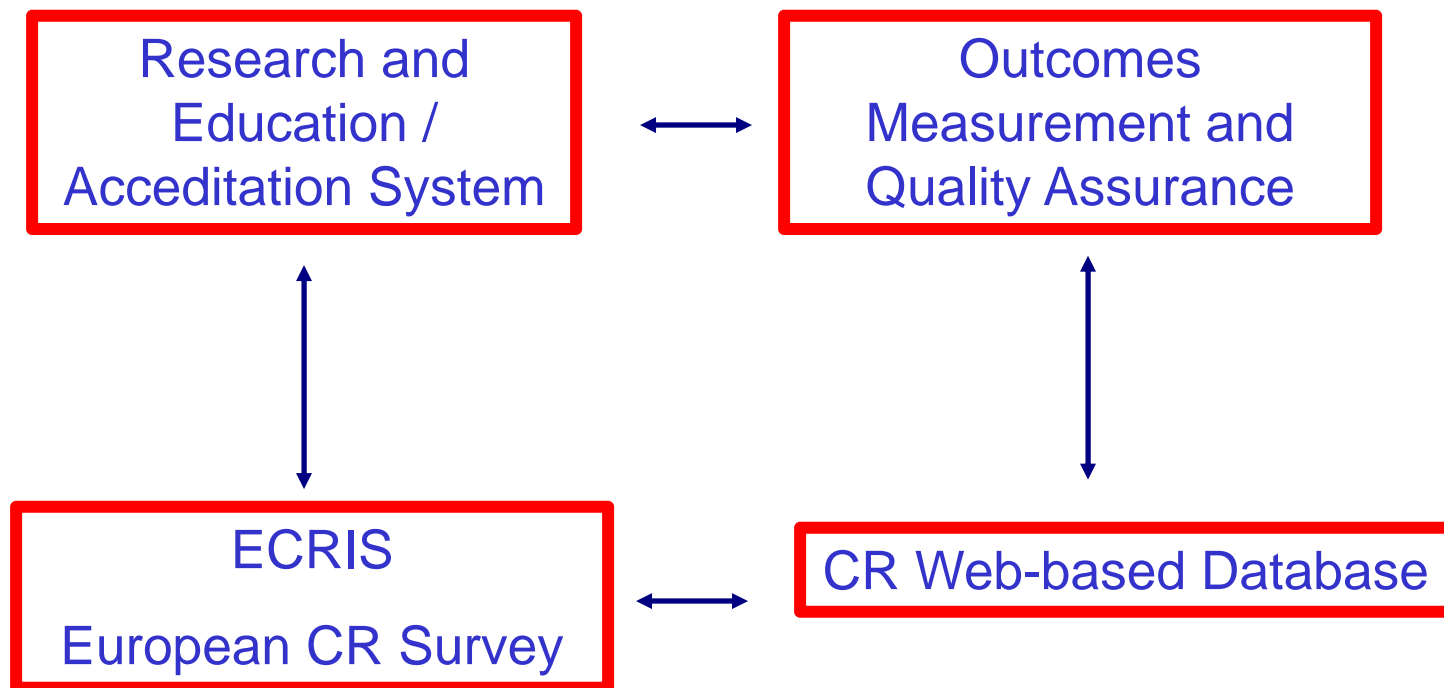 Research and
Education /
Acceditation System
Outcomes
Measurement and
Quality Assurance
ECRIS
European CR Survey
CR Web-based Database